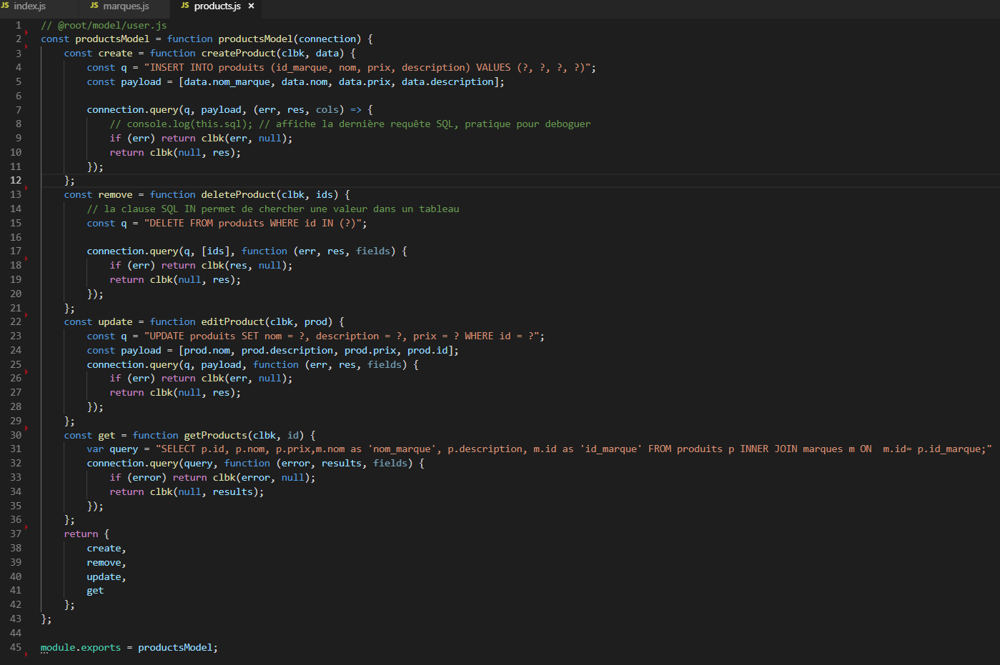 JS index.js JS marques.js JS products.js ×
1 // @root/model/user.js
2 const productsModel = function productsModel(connection) {
3 const create = function createProduct(clbk, data) {
4 const q = "INSERT INTO produits (id_marque, nom, prix, description) VALUES (?, ?, ?, ?)";
5 const payload = [data.nom_marque, data.nom, data.prix, data.description];
6
7 connection.query(q, payload, (err, res, cols) => {
8 // console.log(this.sql); // affiche la dernière requête SQL, pratique pour deboguer
9 if (err) return clbk(err, null);
10 return clbk(null, res);
11 });
12 };
13 const remove = function deleteProduct(clbk, ids) {
14 // la clause SQL IN permet de chercher une valeur dans un tableau
15 const q = "DELETE FROM produits WHERE id IN (?)";
16
17 connection.query(q, [ids], function (err, res, fields) {
18 if (err) return clbk(res, null);
19 return clbk(null, res);
20 });
21 };
22 const update = function editProduct(clbk, prod) {
23 const q = "UPDATE produits SET nom = ?, description = ?, prix = ? WHERE id = ?";
24 const payload = [prod.nom, prod.description, prod.prix, prod.id];
25 connection.query(q, payload, function (err, res, fields) {
26 if (err) return clbk(err, null);
27 return clbk(null, res);
28 });
29 };
30 const get = function getProducts(clbk, id) {
31 var query = "SELECT p.id, p.nom, p.prix,m.nom as 'nom_marque', p.description, m.id as 'id_marque' FROM produits p INNER JOIN marques m ON  m.id= p.id_marque;"
32 connection.query(query, function (error, results, fields) {
33 if (error) return clbk(error, null);
34 return clbk(null, results);
35 });
36 };
37 return {
38 create,
39 remove,
40 update,
41 get
42 };
43 };
44
45 module.exports = productsModel;